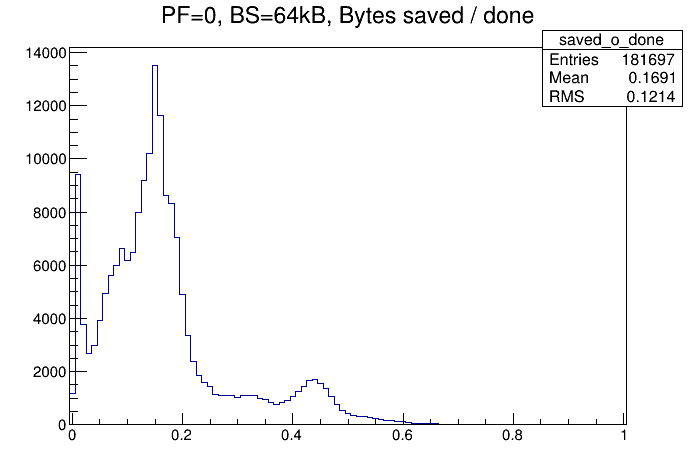 PF=0, BS=64kB, Bytes saved / done
saved_o_done
Entries 181697
Mean 0.1691
RMS 0.1214
14000
12000
10000
8000
6000
4000
2000
0
0 0.2 0.4 0.6 0.8 1